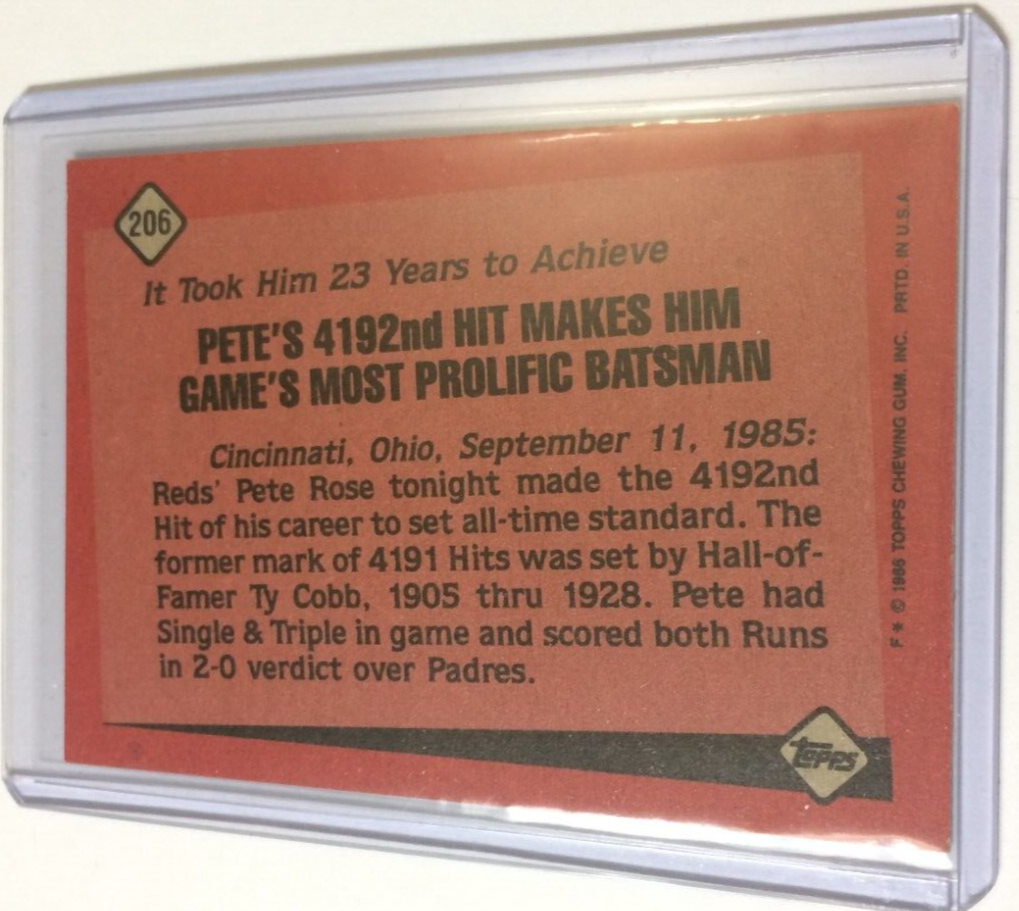 206
It Took Him 23 Years to Achieve
PETE'S 4192nd HIT MAKES HIM
GAME'S MOST PROLIFIC BATSMAN
Cincinnati, Ohio, September 11, 1985:
Reds' Pete Rose tonight made the 4192nd
Hit of his career to set all-time standard. The
former mark of 4191 Hits was set by Hall-of-
Famer Ty Cobb, 1905 thru 1928. Pete had
Single & Triple in game and scored both Runs
in 2-0 verdict over Padres.
topps
F * © 1986 TOPPS CHEWING GUM, INC. PRTD. IN U.S.A.